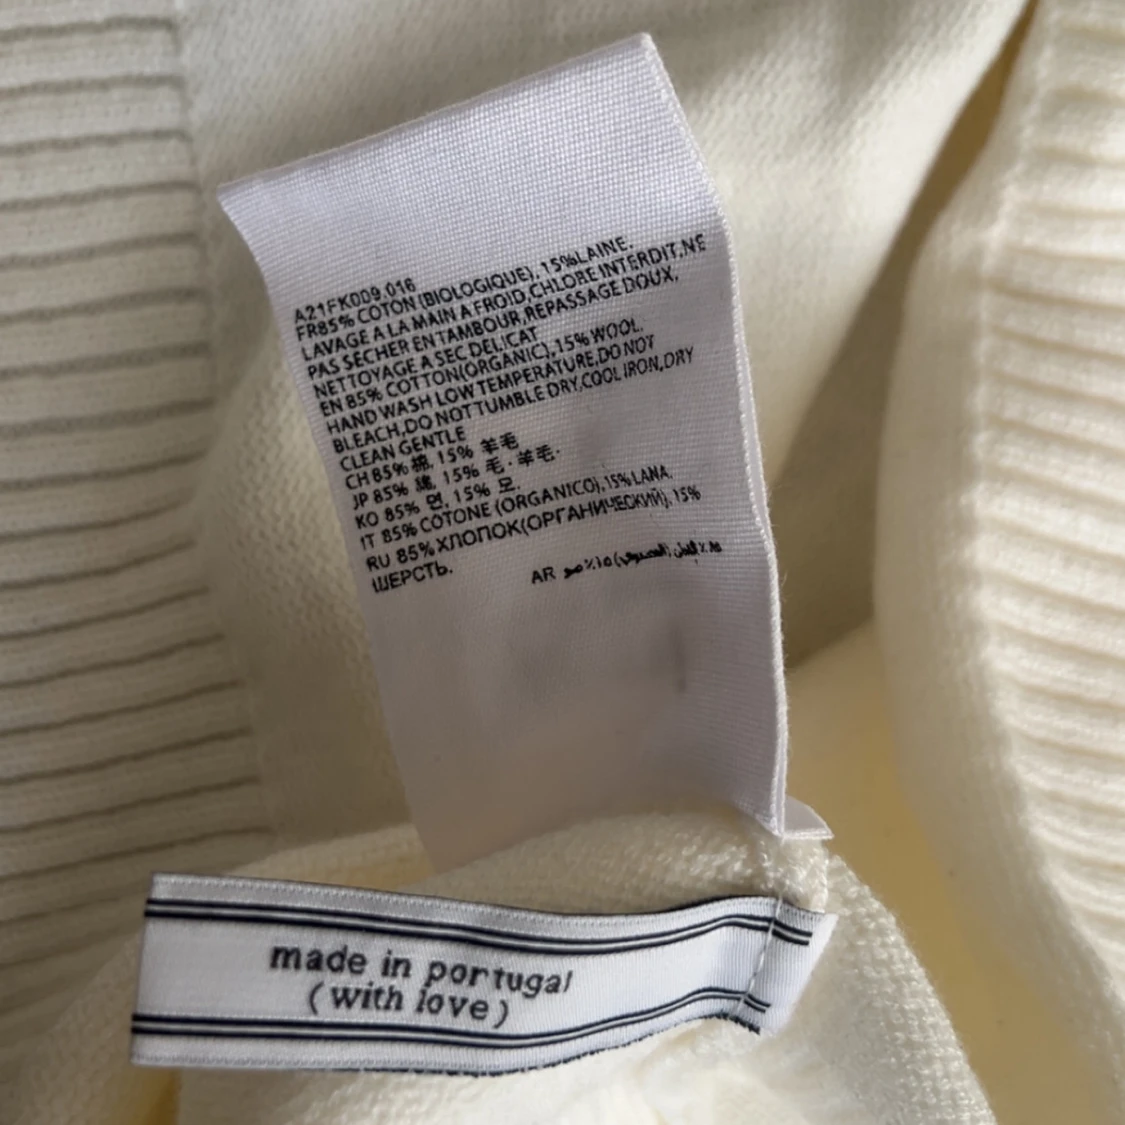 A21FK009.016
FR85% COTON (BIOLOGIQUE), 15%LAINE.
LAVAGE A LA MAIN A FROID,CHLORE INTERDIT,NE
PAS SECHER EN TAMBOUR,REPASSAGE DOUX,
NETTOYAGE A SEC DELICAT
EN 85% COTTON(ORGANIC),15% WOOL.
HAND WASH LOW TEMPERATURE,DO NOT
BLEACH,DO NOT TUMBLE DRY,COOL IRON,DRY
CLEAN GENTLE
CH 85% 棉, 15% 羊毛
JP 85% 綿, 15% 毛·羊毛.
KO 85% 면, 15% 모.
IT 85% COTONE (ORGANICO),15% LANA.
RU 85% ХЛОПОК(ОРГАНИЧЕСКИЙ), 15%
ШЕРСТЬ.
AR
made in portugal
(with love)